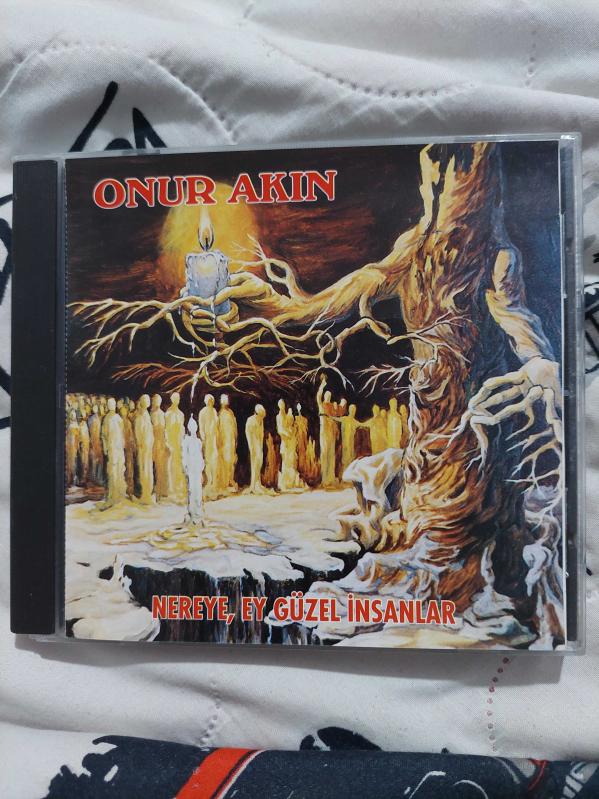 ONUR AKIN
NEREYE, EY GÜZEL İNSANLAR